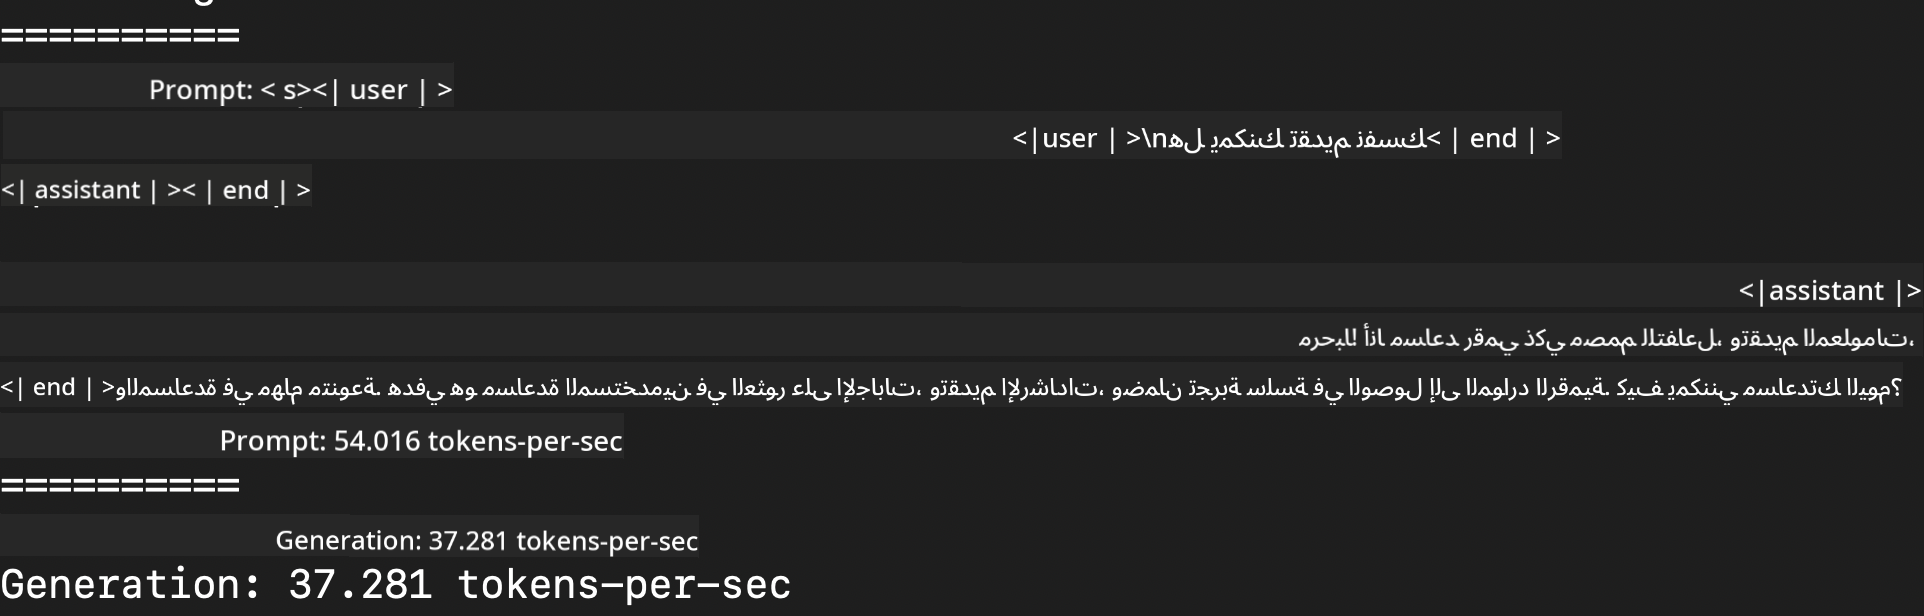 ==========
Prompt: < s><| user | >
<|user | >\nهل يمكنك تقديم نفسك< | end | >
<| assistant | >< | end | >
<|assistant |>
مرحبا! أنا مساعد رقمي ذكي مصمم للتفاعل، وتقديم المعلومات،
<| end | >والمساعدة في مهام متنوعة. هدفي هو مساعدة المستخدمين في العثور على الإجابات، وتقديم الإرشادات، وضمان تجربة سلسة في الوصول إلى الموارد الرقمية. كيف يمكنني مساعدتك اليوم؟
Prompt: 54.016 tokens-per-sec
==========
Generation: 37.281 tokens-per-sec
Generation: 37.281 tokens-per-sec